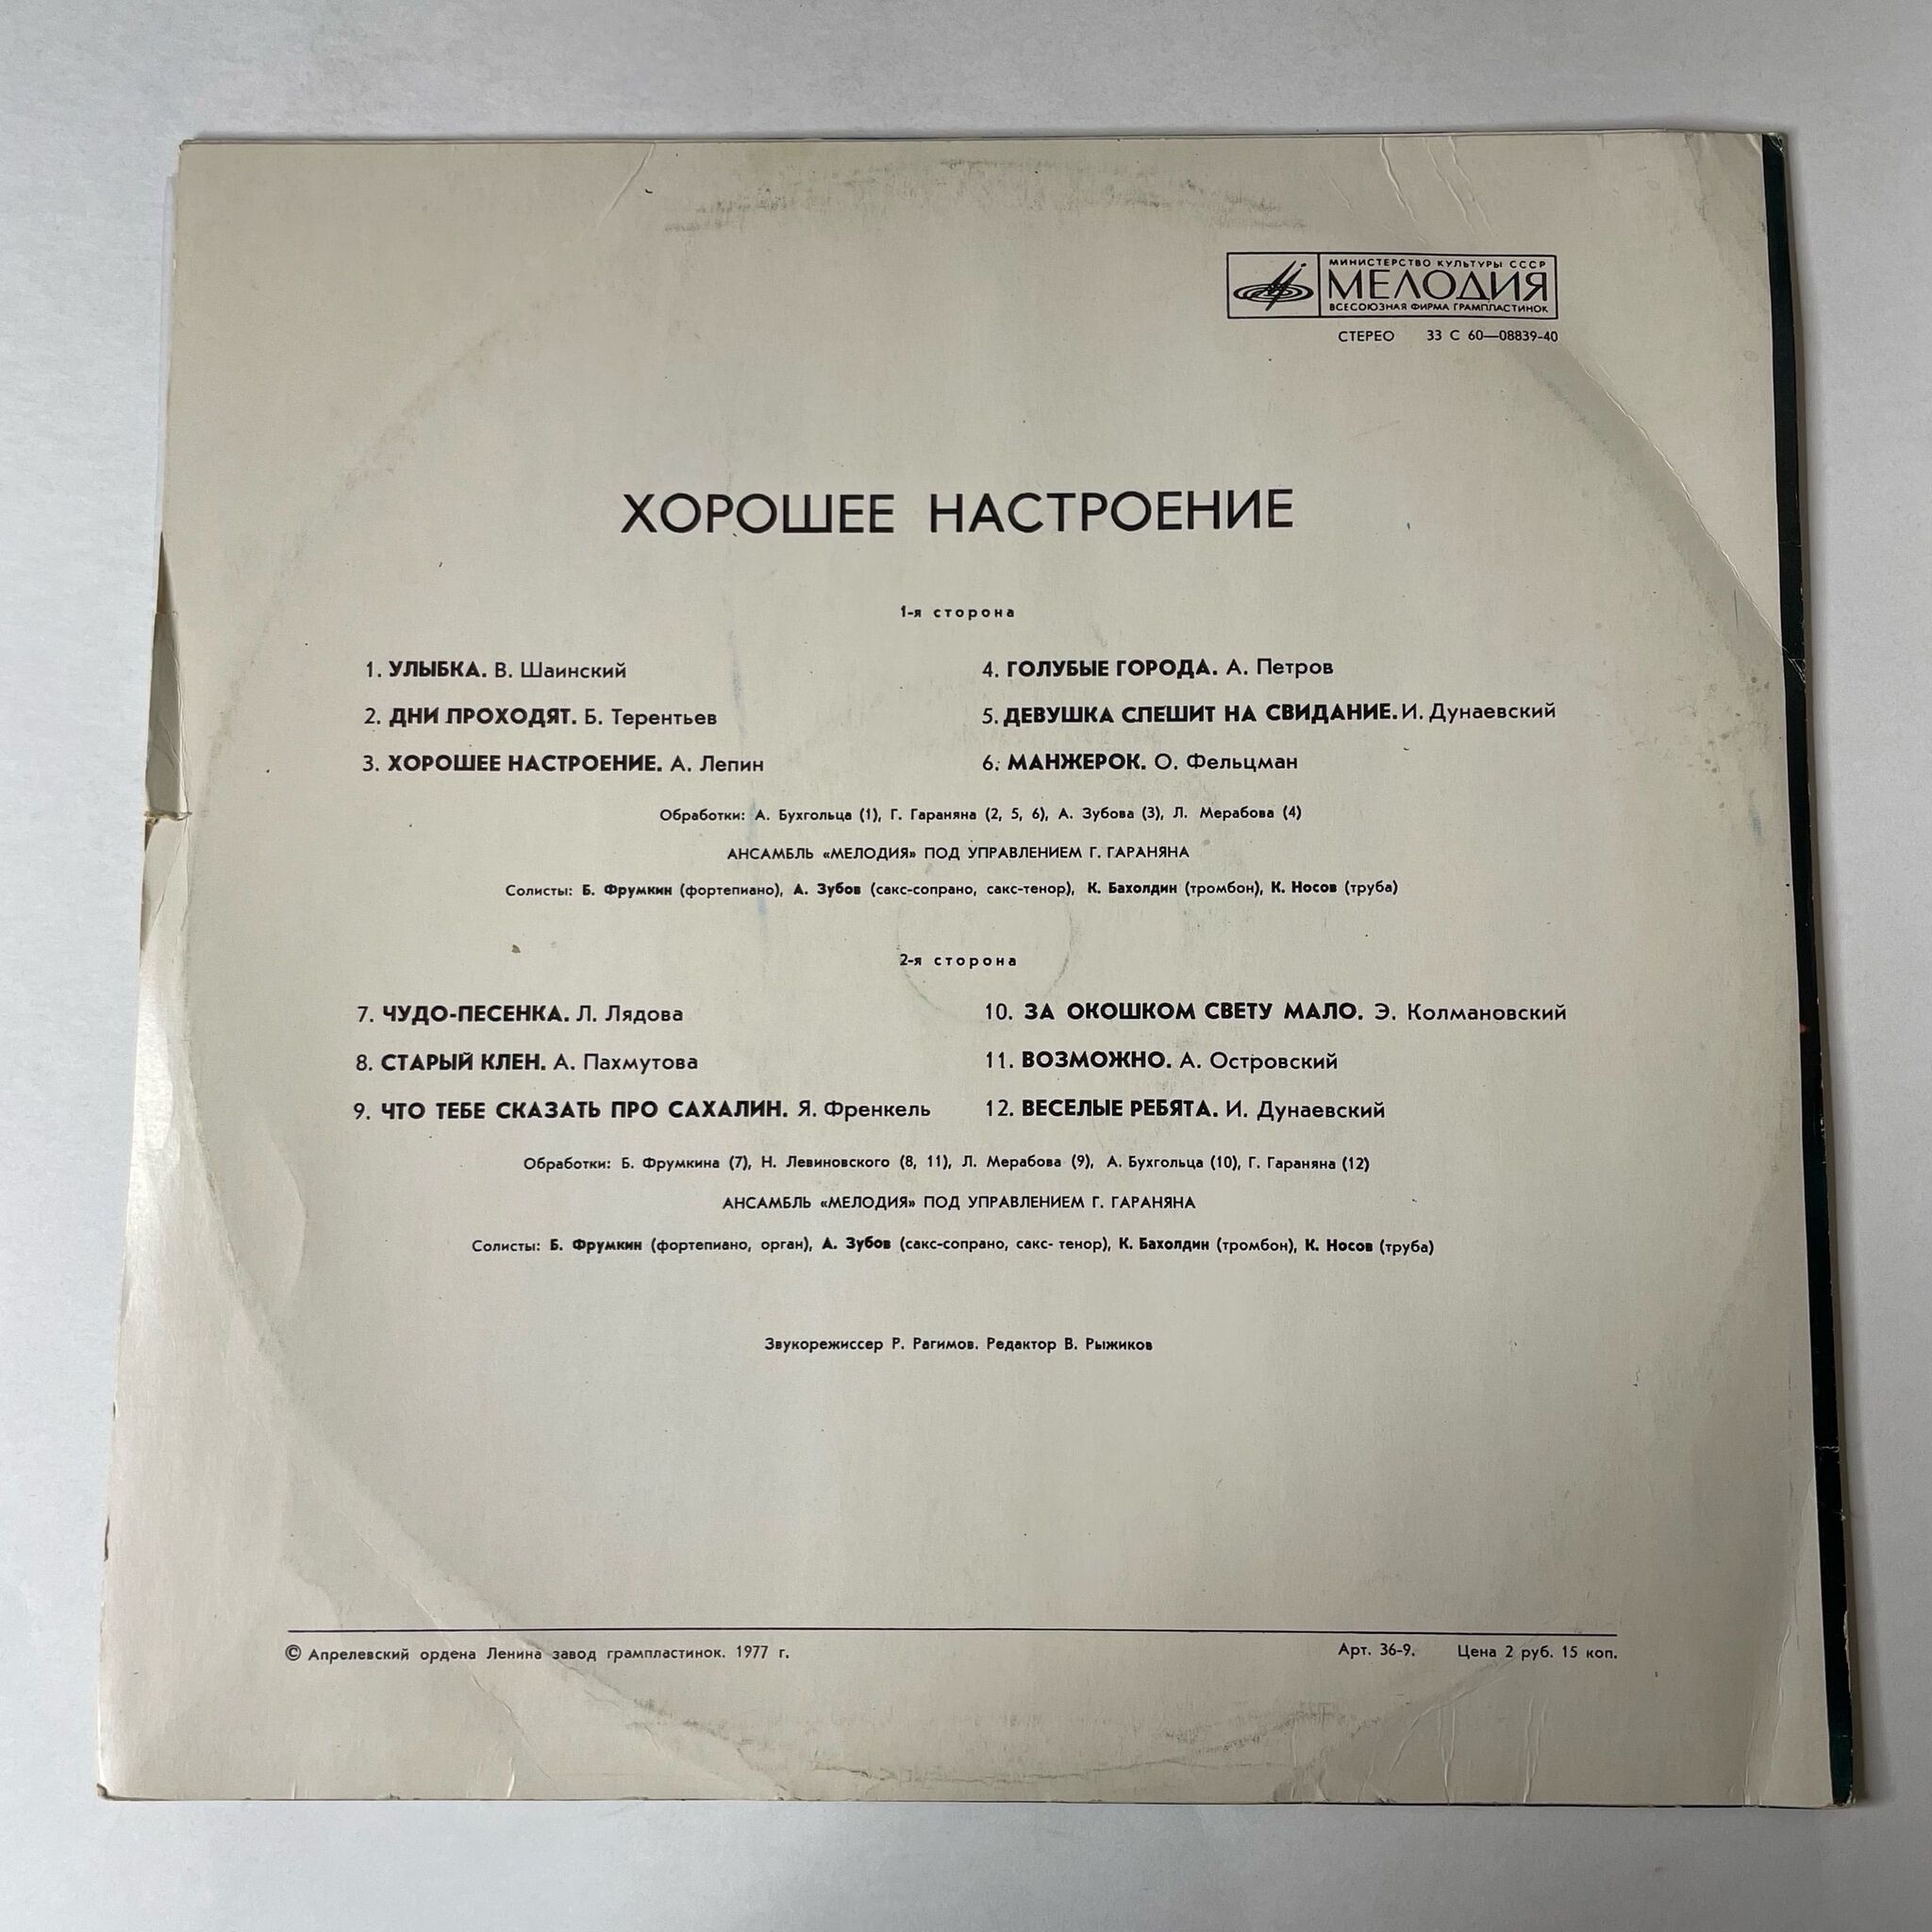 МИНИСТЕРСТВО КУЛЬТУРЫ СССР
МЕЛОДИЯ
ВСЕСОЮЗНАЯ ФИРМА ГРАМПЛАСТИНОК
СТЕРЕО 33 С 60—08839-40
ХОРОШЕЕ НАСТРОЕНИЕ
1-я сторона
1. УЛЫБКА. В. Шаинский
2. ДНИ ПРОХОДЯТ. Б. Терентьев
3. ХОРОШЕЕ НАСТРОЕНИЕ. А. Лепин
4. ГОЛУБЫЕ ГОРОДА. А. Петров
5. ДЕВУШКА СПЕШИТ НА СВИДАНИЕ. И. Дунаевский
6. МАНЖЕРОК. О. Фельцман
Обработки: А. Бухгольца (1), Г. Гараняна (2, 5, 6), А. Зубова (3), Л. Мерабова (4)
АНСАМБЛЬ «МЕЛОДИЯ» ПОД УПРАВЛЕНИЕМ Г. ГАРАНЯНА
Солисты: Б. Фрумкин (фортепиано), А. Зубов (сакс-сопрано, сакс-тенор), К. Бахолдин (тромбон), К. Носов (труба)
2-я сторона
7. ЧУДО-ПЕСЕНКА. Л. Лядова
8. СТАРЫЙ КЛЕН. А. Пахмутова
9. ЧТО ТЕБЕ СКАЗАТЬ ПРО САХАЛИН. Я. Френкель
10. ЗА ОКОШКОМ СВЕТУ МАЛО. Э. Колмановский
11. ВОЗМОЖНО. А. Островский
12. ВЕСЕЛЫЕ РЕБЯТА. И. Дунаевский
Обработки: Б. Фрумкина (7), Н. Левиновского (8, 11), Л. Мерабова (9), А. Бухгольца (10), Г. Гараняна (12)
АНСАМБЛЬ «МЕЛОДИЯ» ПОД УПРАВЛЕНИЕМ Г. ГАРАНЯНА
Солисты: Б. Фрумкин (фортепиано, орган), А. Зубов (сакс-сопрано, сакс- тенор), К. Бахолдин (тромбон), К. Носов (труба)
Звукорежиссер Р. Рагимов. Редактор В. Рыжиков
© Апрелевский ордена Ленина завод грампластинок. 1977 г.
Арт. 36-9. Цена 2 руб. 15 коп.